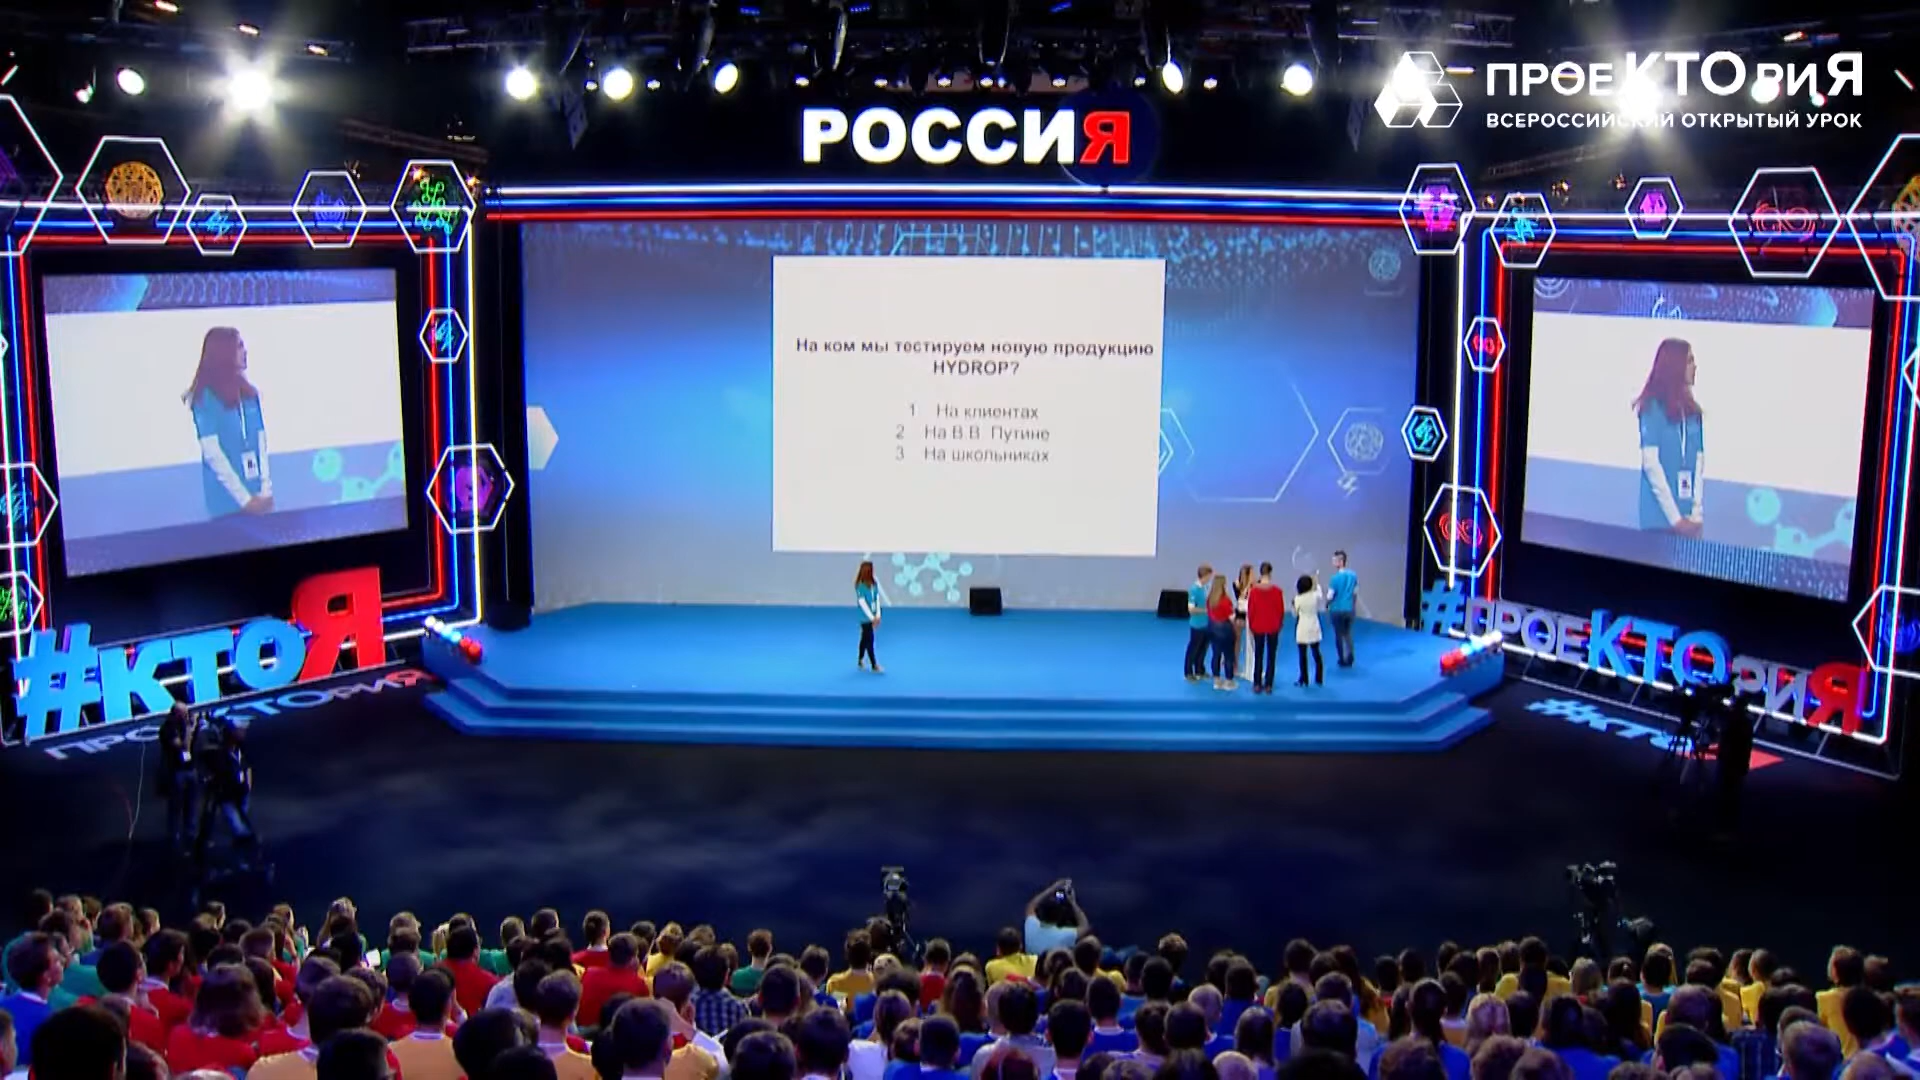 ПРОЕКТОриЯ
ВСЕРОССИЙСКИЙ ОТКРЫТЫЙ УРОК
РОССИЯ
На ком мы тестируем новую продукцию
HYDROP?
1 На клиентах
2 На В.В. Путине
3 На школьниках
#ктоЯ
#ПРОЕКТОриЯ
ПРОЕКТОРИЯ
#КТОЯ